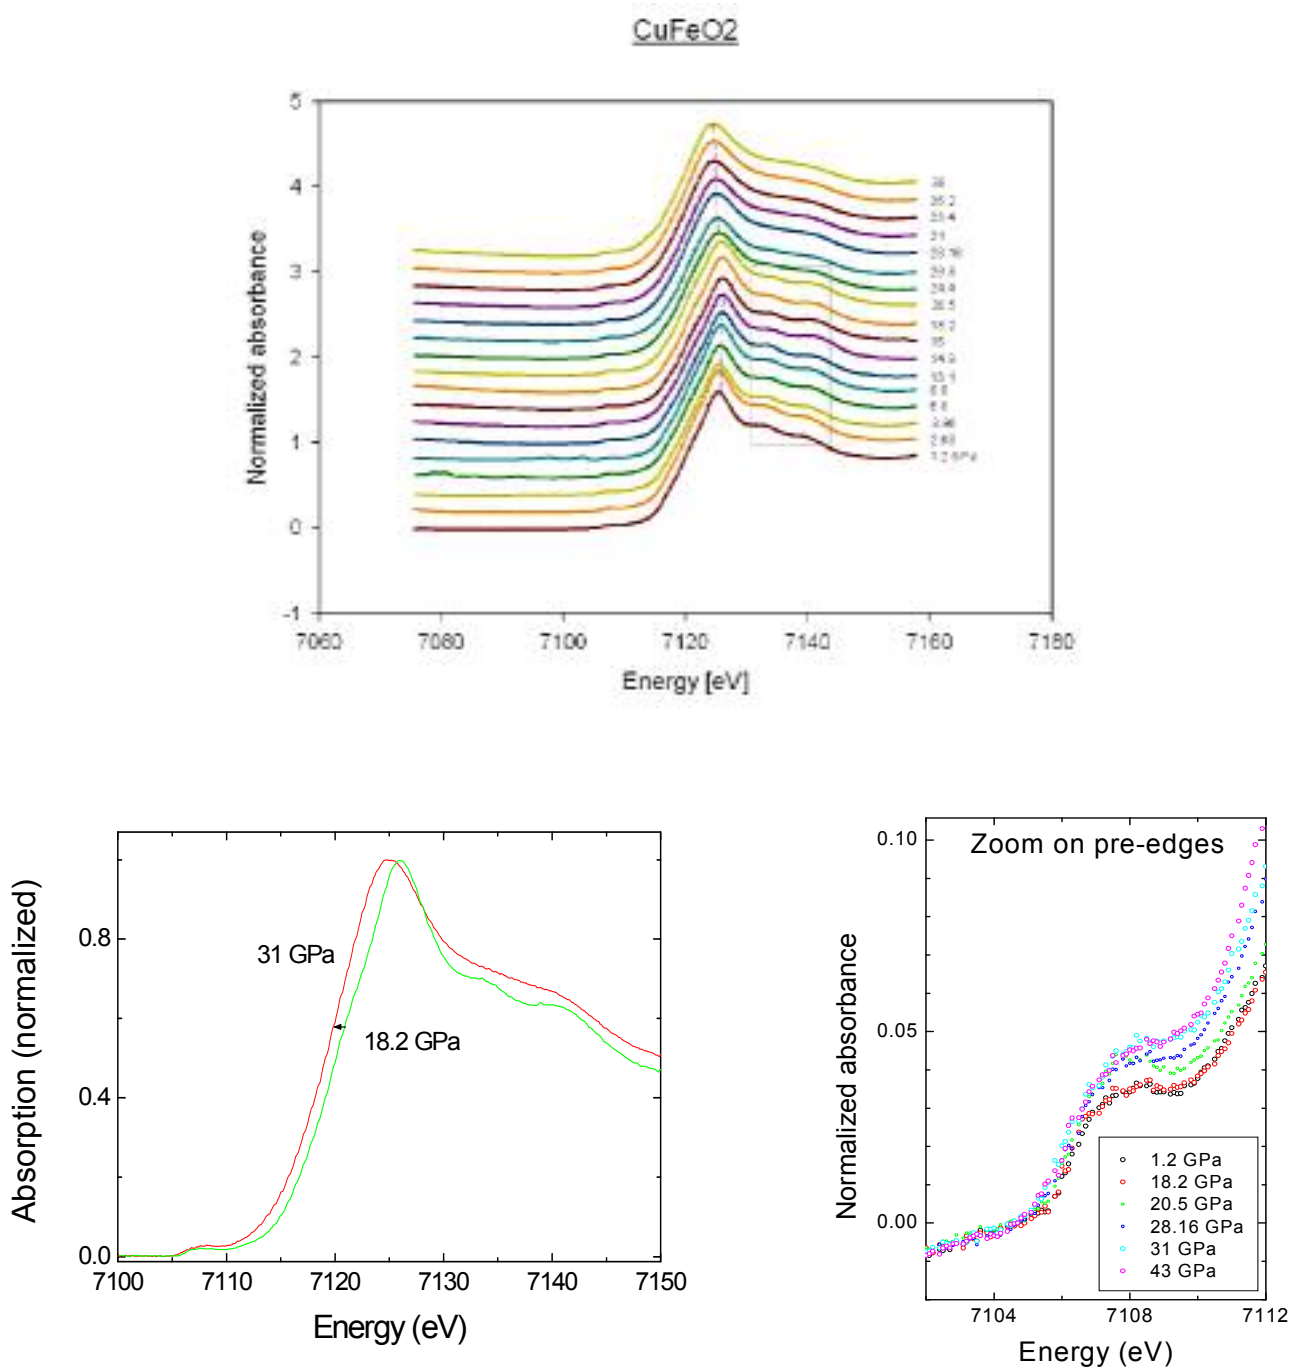 CuFeO2
Normalized absorbance
5
4
3
2
1
0
-1
7060 7080 7100 7120 7140 7160 7180
Energy [eV]
Absorption (normalized)
0.8
0.4
0.0
31 GPa
18.2 GPa
7100 7110 7120 7130 7140 7150
Energy (eV)
Zoom on pre-edges
Normalized absorbance
0.10
0.05
0.00
1.2 GPa
18.2 GPa
20.5 GPa
28.16 GPa
31 GPa
43 GPa
7104 7108 7112
Energy (eV)